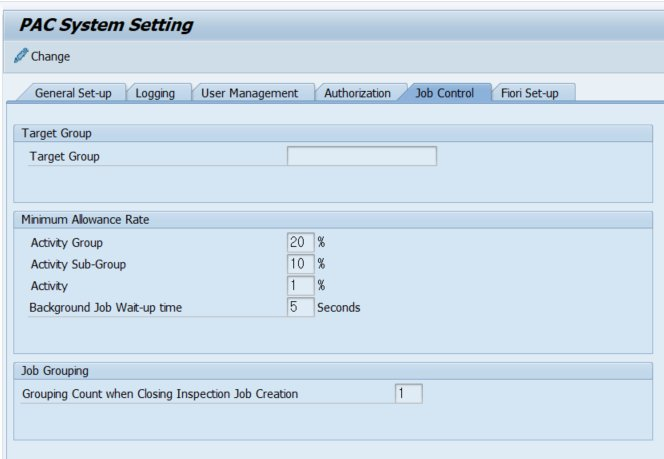 PAC System Setting
Change
General Set-up Logging User Management Authorization Job Control Fiori Set-up
Target Group
Target Group
Minimum Allowance Rate
Activity Group 20 %
Activity Sub-Group 10 %
Activity 1 %
Background Job Wait-up time 5 Seconds
Job Grouping
Grouping Count when Closing Inspection Job Creation 1